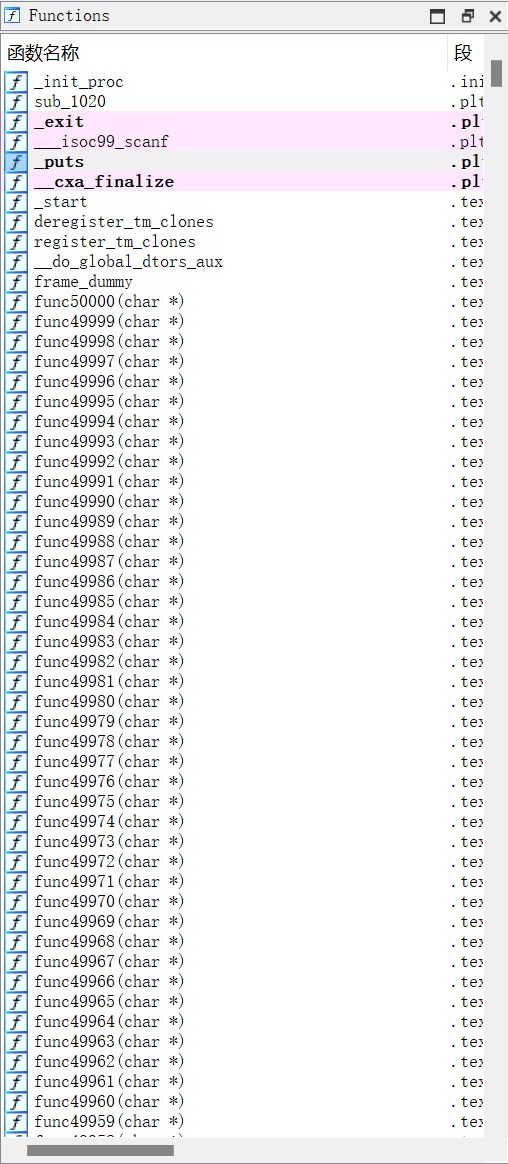 Functions
函数名称 段
_init_proc .ini
sub_1020 .plt
_exit .plt
___isoc99_scanf .plt
_puts .plt
__cxa_finalize .plt
_start .tex
deregister_tm_clones .tex
register_tm_clones .tex
__do_global_dtors_aux .tex
frame_dummy .tex
func50000(char *) .tex
func49999(char *) .tex
func49998(char *) .tex
func49997(char *) .tex
func49996(char *) .tex
func49995(char *) .tex
func49994(char *) .tex
func49993(char *) .tex
func49992(char *) .tex
func49991(char *) .tex
func49990(char *) .tex
func49989(char *) .tex
func49988(char *) .tex
func49987(char *) .tex
func49986(char *) .tex
func49985(char *) .tex
func49984(char *) .tex
func49983(char *) .tex
func49982(char *) .tex
func49981(char *) .tex
func49980(char *) .tex
func49979(char *) .tex
func49978(char *) .tex
func49977(char *) .tex
func49976(char *) .tex
func49975(char *) .tex
func49974(char *) .tex
func49973(char *) .tex
func49972(char *) .tex
func49971(char *) .tex
func49970(char *) .tex
func49969(char *) .tex
func49968(char *) .tex
func49967(char *) .tex
func49966(char *) .tex
func49965(char *) .tex
func49964(char *) .tex
func49963(char *) .tex
func49962(char *) .tex
func49961(char *) .tex
func49960(char *) .tex
func49959(char *) .tex